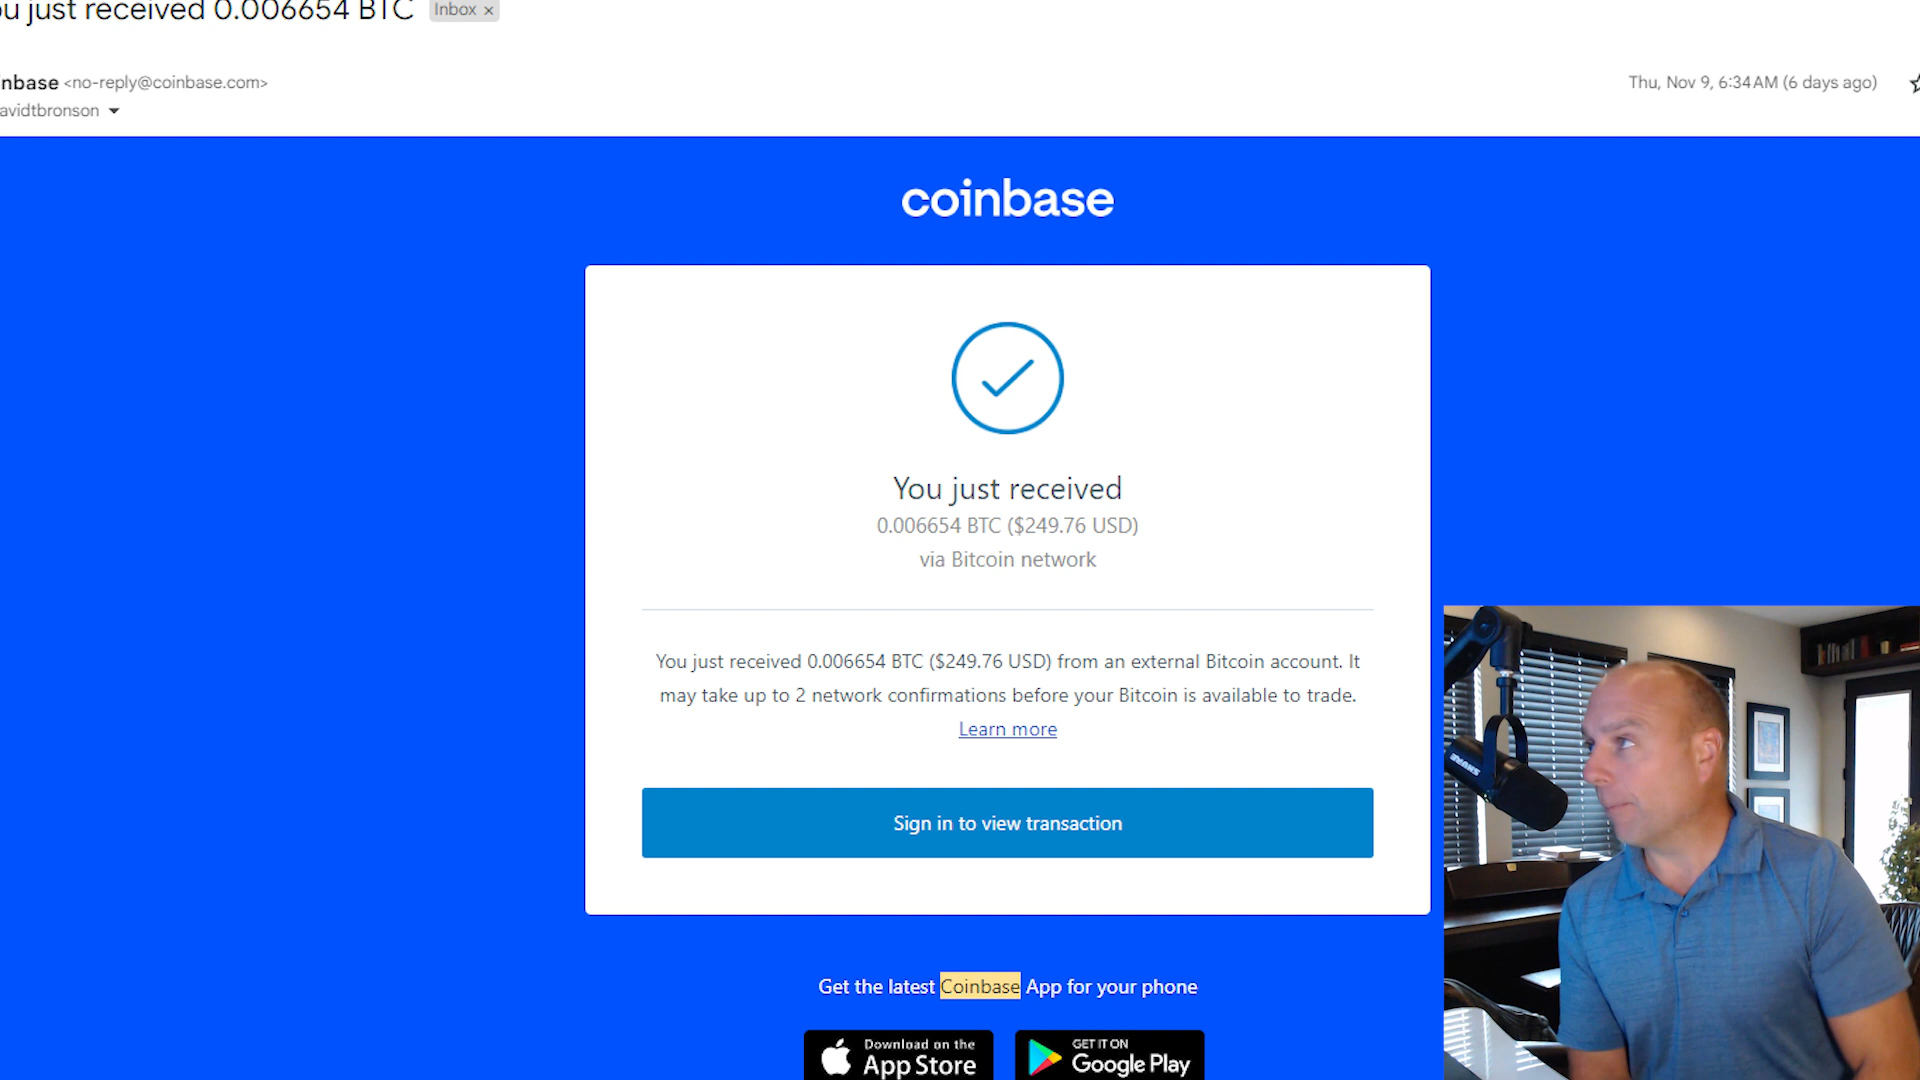 ou just received 0.006654 BTC Inbox ×
nbase <no-reply@coinbase.com> Thu, Nov 9, 6:34 AM (6 days ago)
avidtbronson
coinbase
You just received
0.006654 BTC ($249.76 USD)
via Bitcoin network
You just received 0.006654 BTC ($249.76 USD) from an external Bitcoin account. It
may take up to 2 network confirmations before your Bitcoin is available to trade.
Learn more
Sign in to view transaction
SHURE
Get the latest Coinbase App for your phone
Download on the
App Store
GET IT ON
Google Play